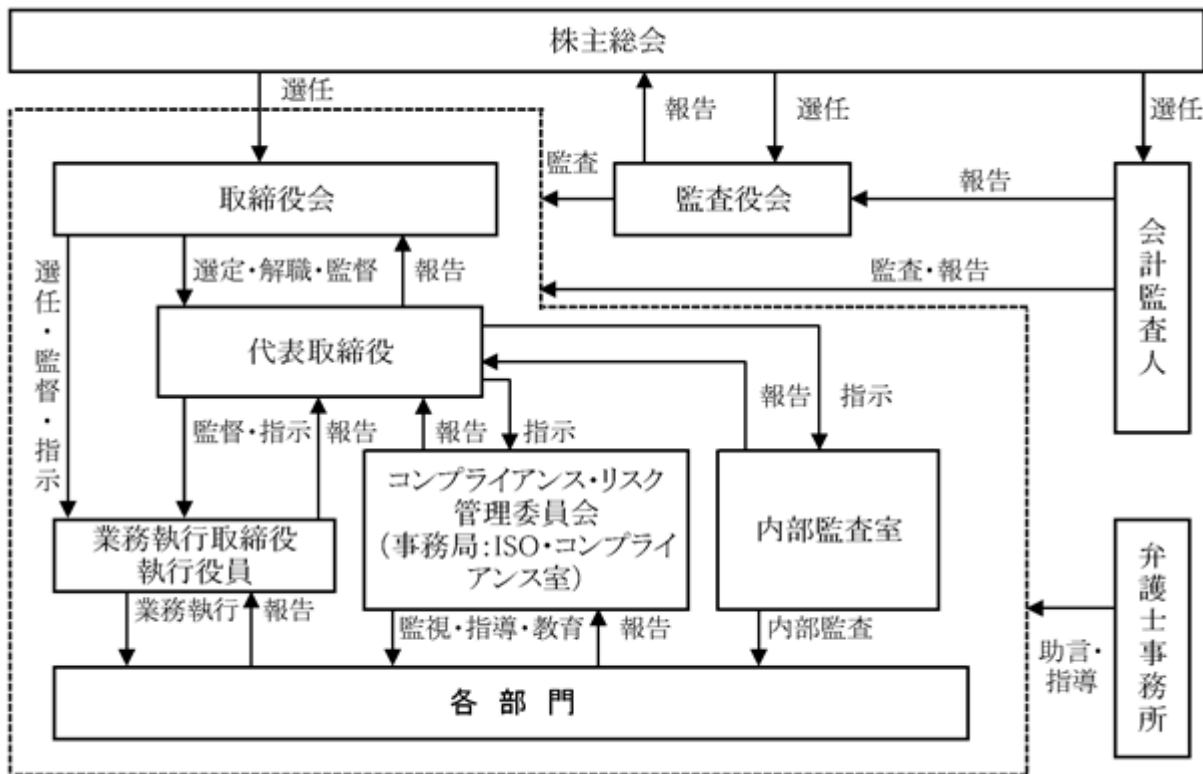 株主総会
選任
報告
選任
選任
監査
取締役会
監査役会
報告
会計監査人
選任・監督・指示
選定・解職・監督
報告
監査・報告
代表取締役
監督・指示
報告
報告
指示
報告
指示
コンプライアンス・リスク
管理委員会
（事務局：ISO・コンプライ
アンス室）
内部監査室
業務執行取締役
執行役員
弁護士事務所
業務執行
報告
監視・指導・教育
報告
内部監査
助言・
指導
各部門